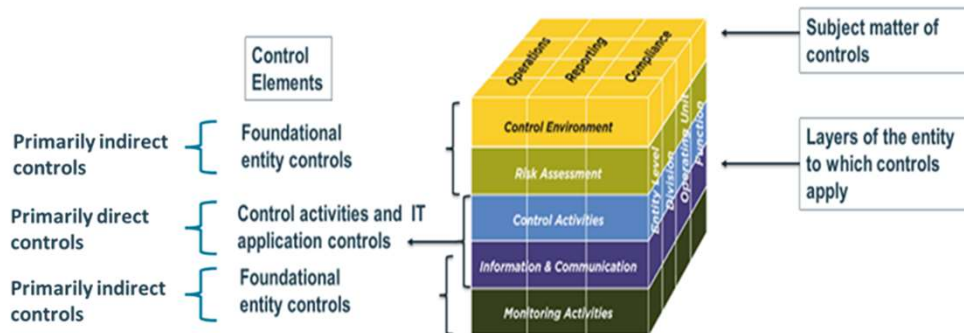 Control
Elements
Primarily indirect
controls
Foundational
entity controls
Primarily direct
controls
Control activities and IT
application controls
Primarily indirect
controls
Foundational
entity controls
Operations
Reporting
Compliance
Control Environment
Risk Assessment
Control Activities
Information & Communication
Monitoring Activities
Entity Level
Division
Operating Unit
Function
Subject matter of
controls
Layers of the entity
to which controls
apply